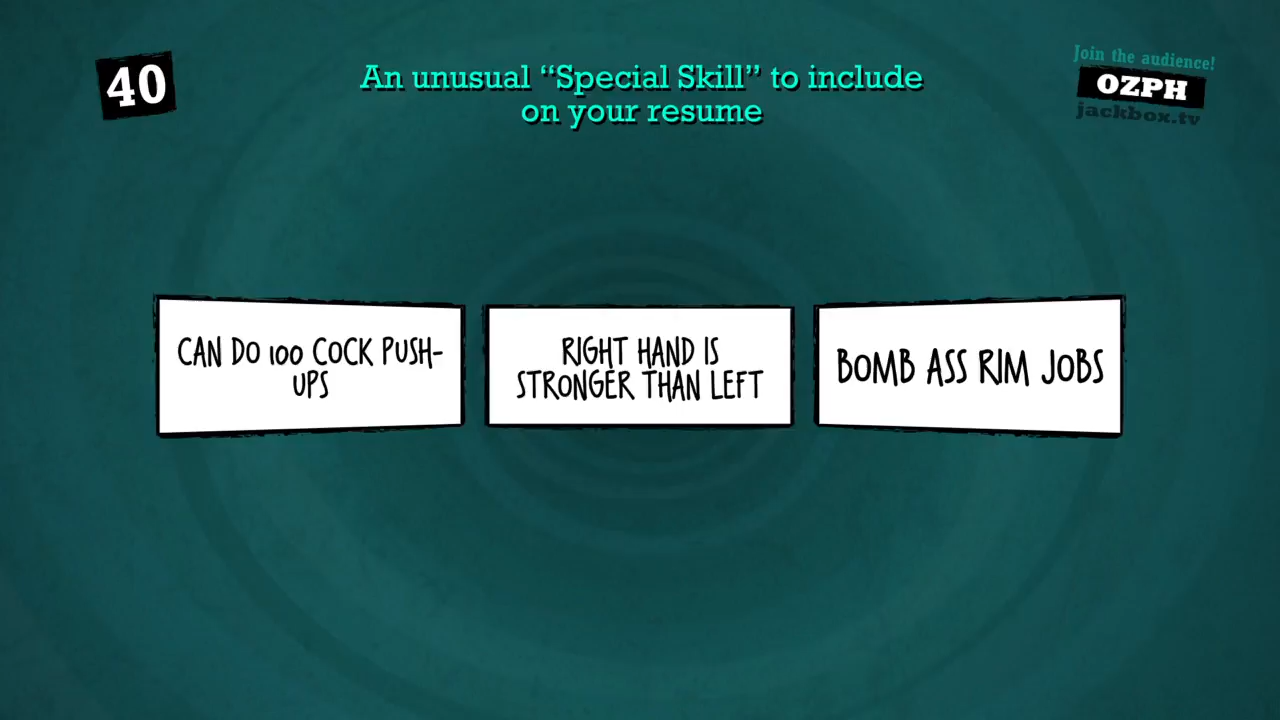 40
An unusual “Special Skill” to include
on your resume
Join the audience!
OZPH
jackbox.tv
CAN DO 100 COCK PUSH-
UPS
RIGHT HAND IS
STRONGER THAN LEFT
BOMB ASS RIM JOBS